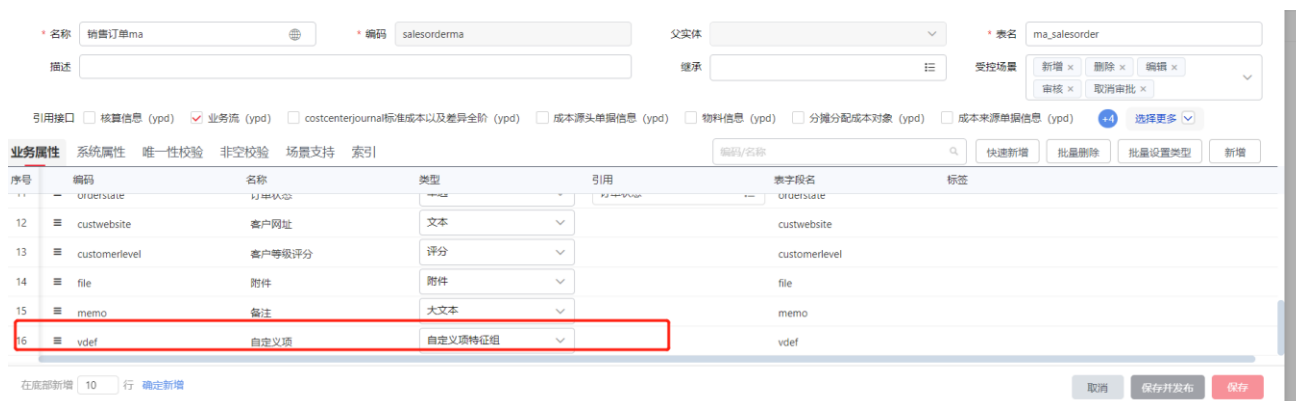 * 名称 销售订单ma * 编码 salesorderma 父实体 * 表名 ma_salesorder
描述 继承 受控场景 新增 × 删除 × 编辑 ×
审核 × 取消审批 ×
引用接口 核算信息 (ypd) 业务流 (ypd) costcenterjournal标准成本以及差异全阶 (ypd) 成本源头单据信息 (ypd) 物料信息 (ypd) 分摊分配成本对象 (ypd) 成本来源单据信息 (ypd) +4 选择更多
业务属性 系统属性 唯一性校验 非空校验 场景支持 索引 编码/名称 快速新增 批量删除 批量设置类型 新增
序号 编码 名称 类型 引用 表字段名 标签
11 orderstate 订单状态 单选 订单状态 orderstate
12 custwebsite 客户网址 文本 custwebsite
13 customerlevel 客户等级评分 评分 customerlevel
14 file 附件 附件 file
15 memo 备注 大文本 memo
16 vdef 自定义项 自定义项特征组 vdef
在底部新增 10 行 确定新增 取消 保存并发布 保存